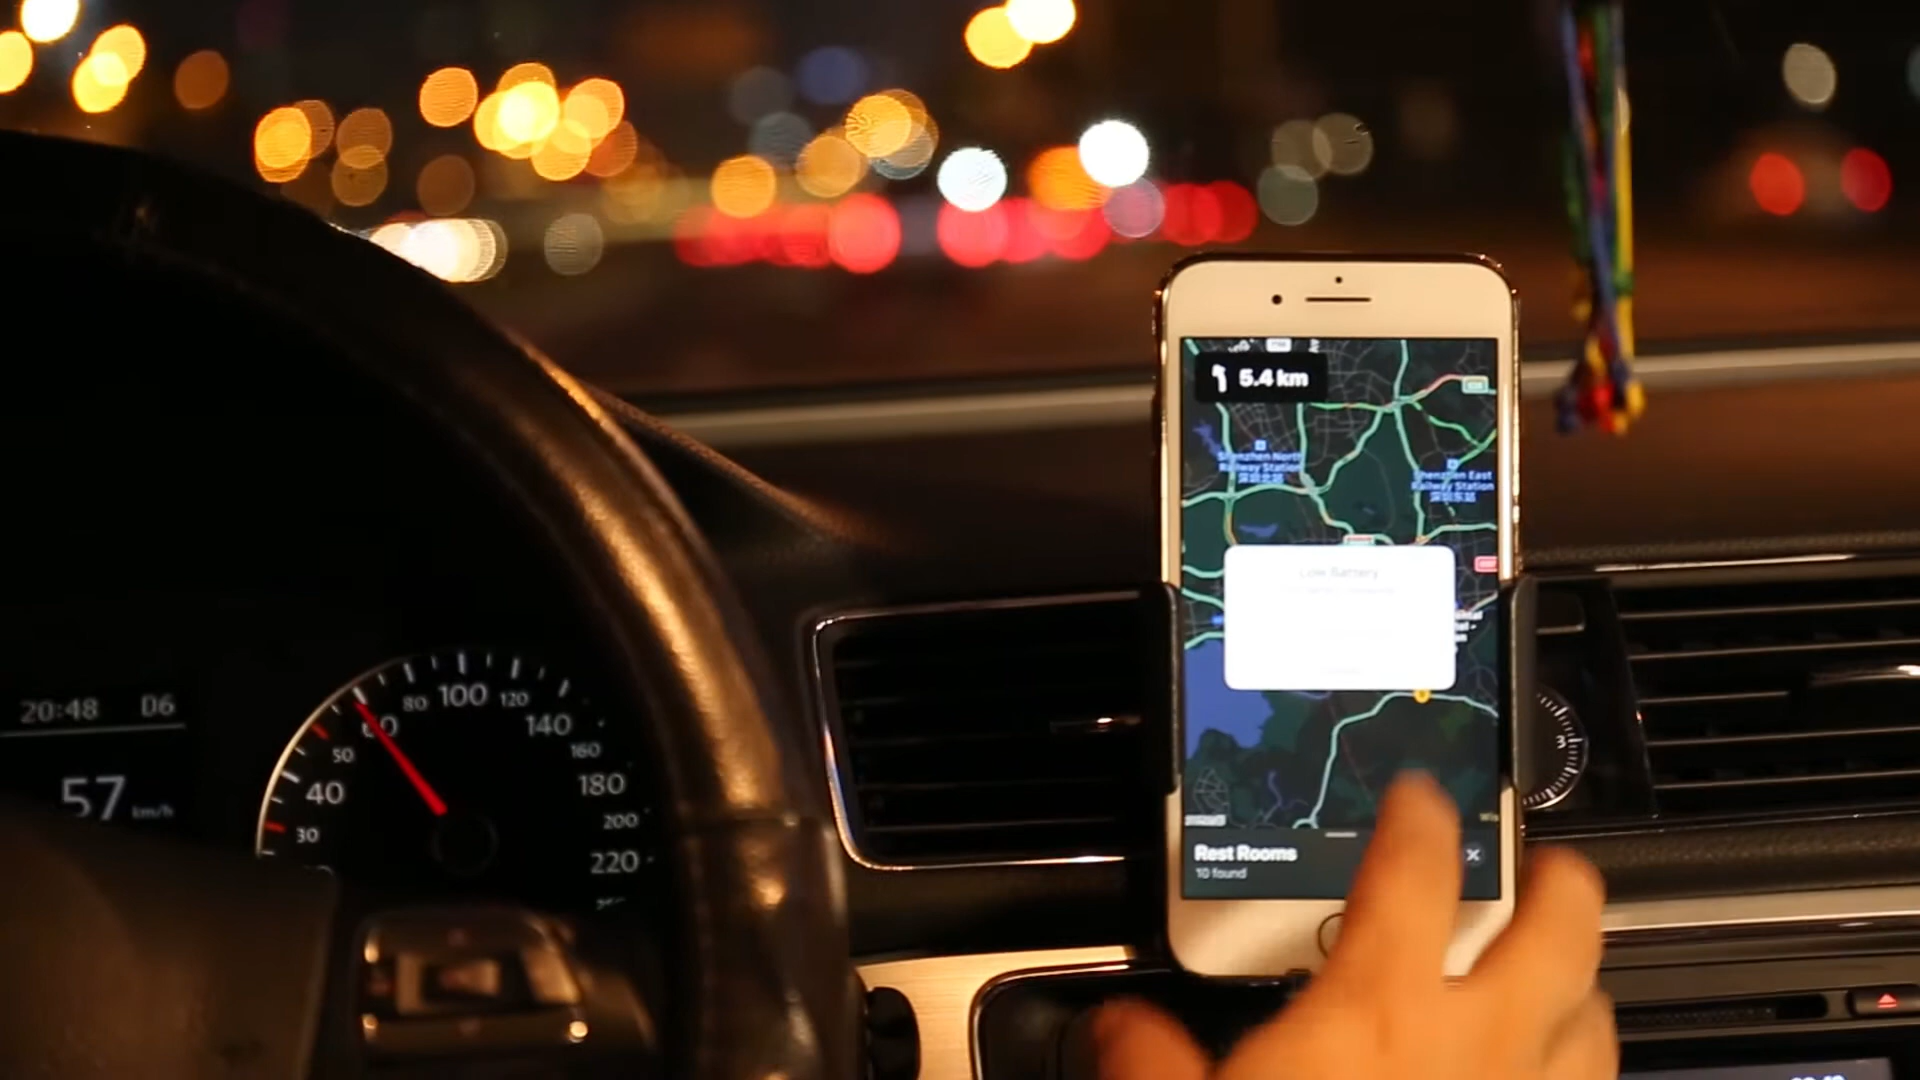 5.4 km
Shenzhen North
Railway Station
深圳北站
Shenzhen East
Railway Station
深圳东站
Low Battery
Rest Rooms
10 found
20:48 D6
57 km/h
30
40
50
60
80
100
120
140
160
180
200
220
3